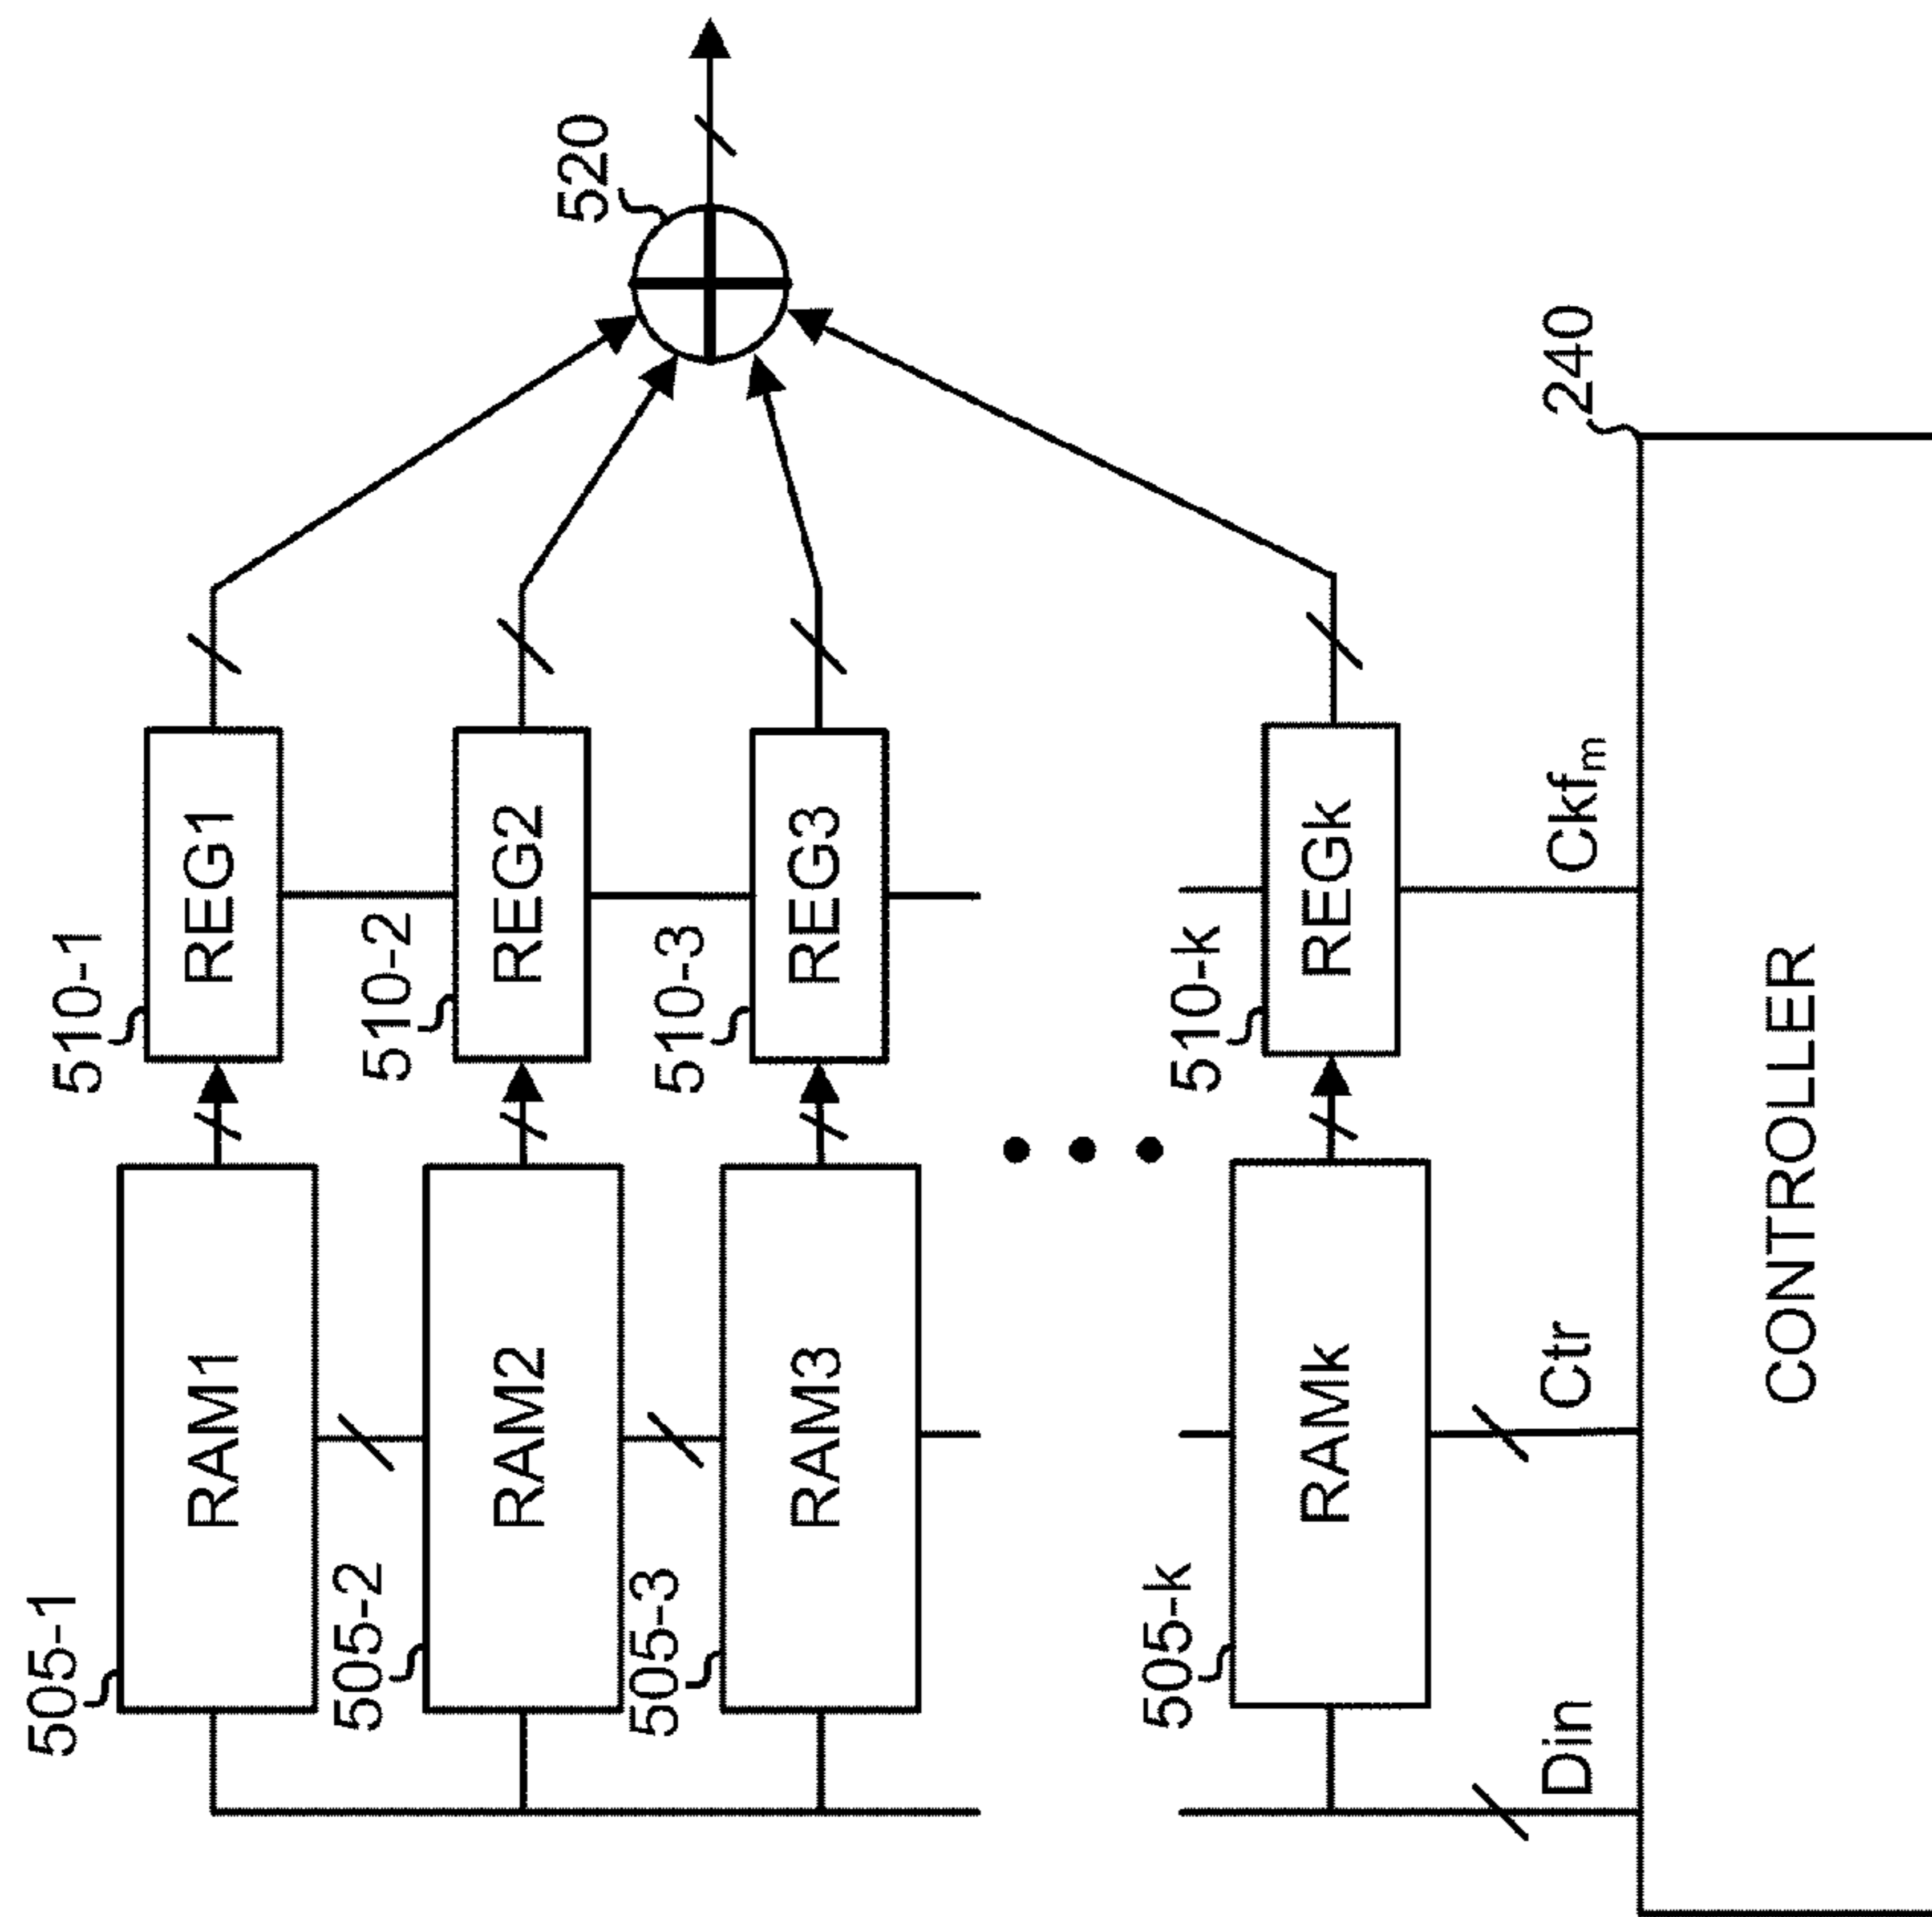 505-1
RAM1
510-1
REG1
505-2
RAM2
510-2
REG2
520
505-3
RAM3
510-3
REG3
505-k
RAMk
510-k
REGk
Din
Ctr
Ckfm
240
CONTROLLER